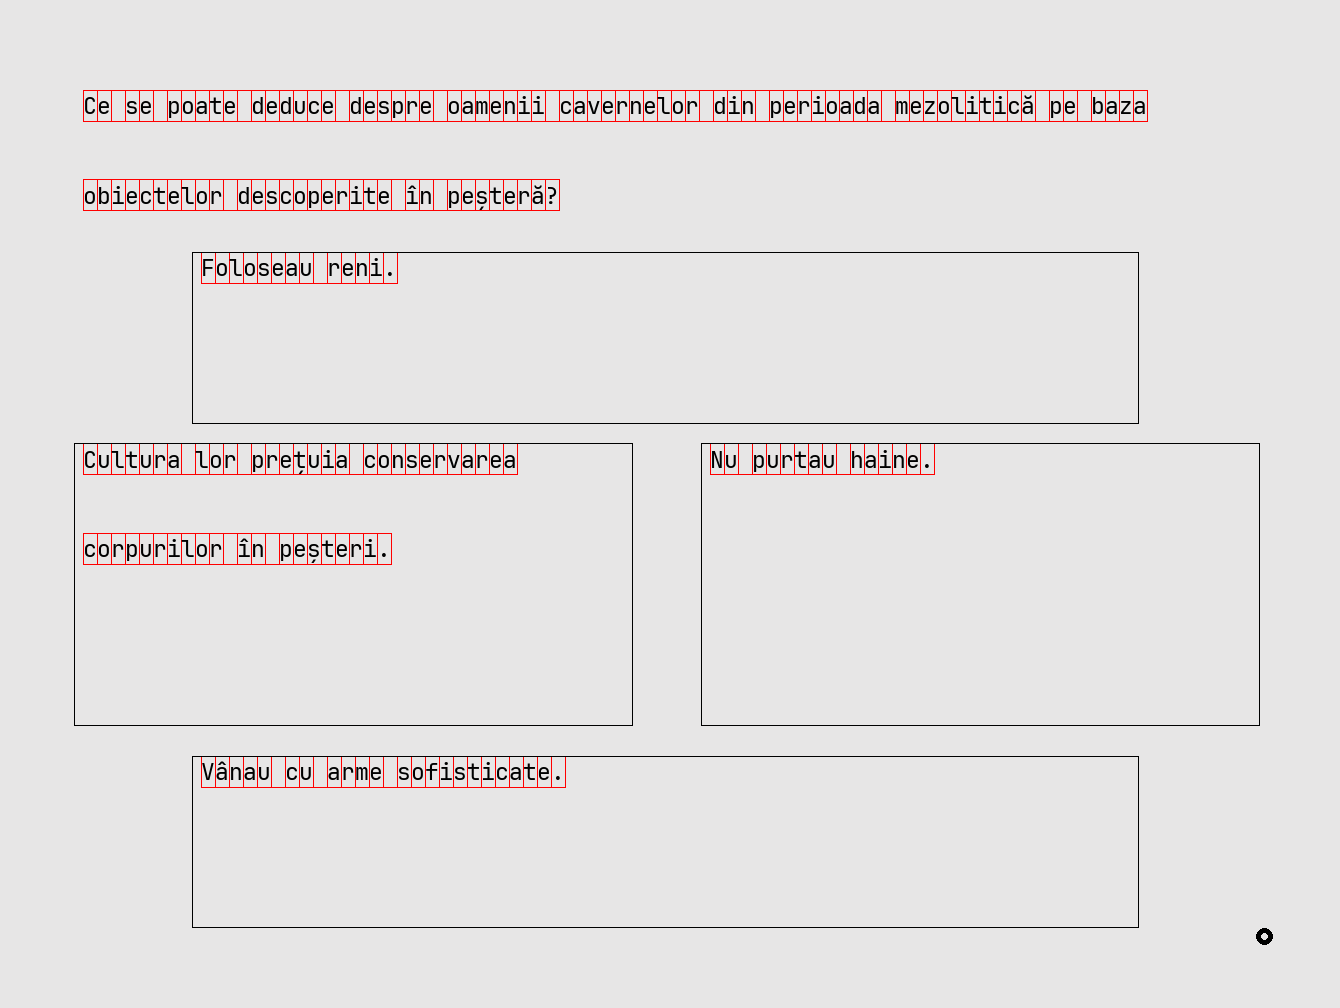 Ce se poate deduce despre oamenii cavernelor din perioada mezolitică pe baza
obiectelor descoperite în peșteră?
Foloseau reni.
Cultura lor prețuia conservarea
corpurilor în peșteri.
Nu purtau haine.
Vânau cu arme sofisticate.